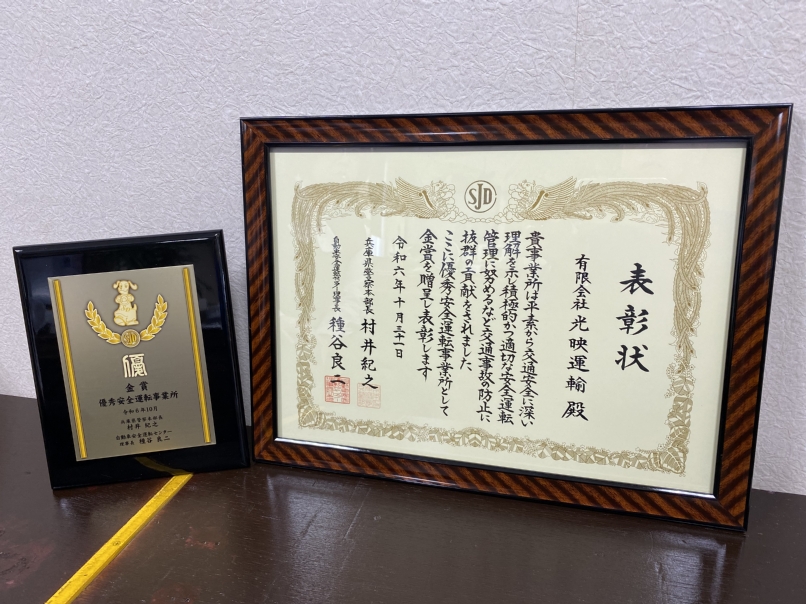 SJD
表彰状
有限会社 光映運輸 殿
貴事業所は平素から交通安全に深い
理解を示し積極的かつ適切な安全運転
管理に努めるなど交通事故の防止に
抜群の貢献をされました
ここに優秀安全運転事業所として
金賞を贈呈し表彰します
令和六年十月三十一日
兵庫県警察本部長 村井紀之
自動車安全運転センター理事長 種谷良二
SJD
優
金賞
優秀安全運転事業所
令和6年10月
兵庫県警察本部長
村井 紀之
自動車安全運転センター
理事長 種谷 良二